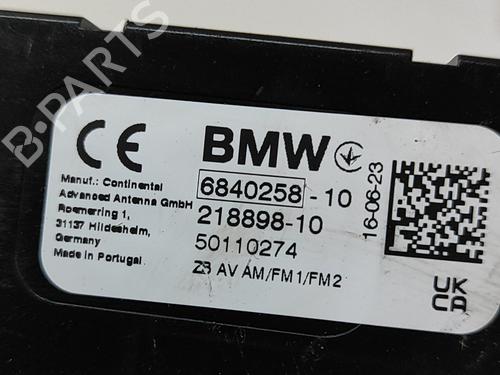 B-PARTS
CE
BMW
Manuf.: Continental
Advanced Antenna GmbH
Roemerring 1,
31137 Hildesheim,
Germany
Made in Portugal
6840258 - 10
218898-10
50110274
ZB AV AM/FM1/FM2
16-06-23
UK
CA